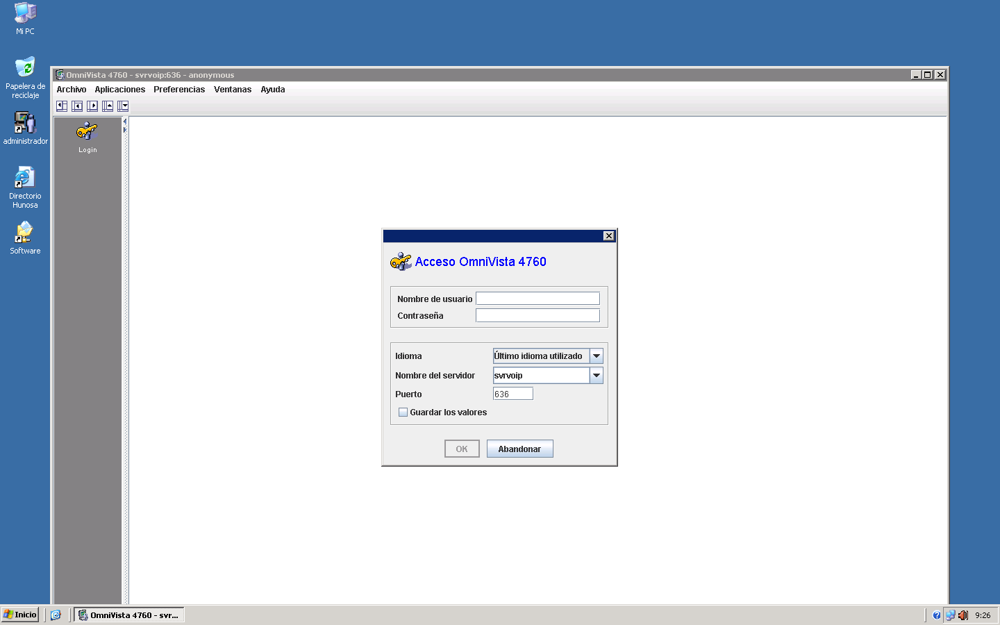 Mi PC
Papelera de
reciclaje
administrador
Directorio
Hunosa
Software
OmniVista 4760 - svrvoip:636 - anonymous
Archivo Aplicaciones Preferencias Ventanas Ayuda
Login
Acceso OmniVista 4760
Nombre de usuario
Contraseña
Idioma Último idioma utilizado
Nombre del servidor svrvoip
Puerto 636
Guardar los valores
OK Abandonar
Inicio OmniVista 4760 - svr... 9:26